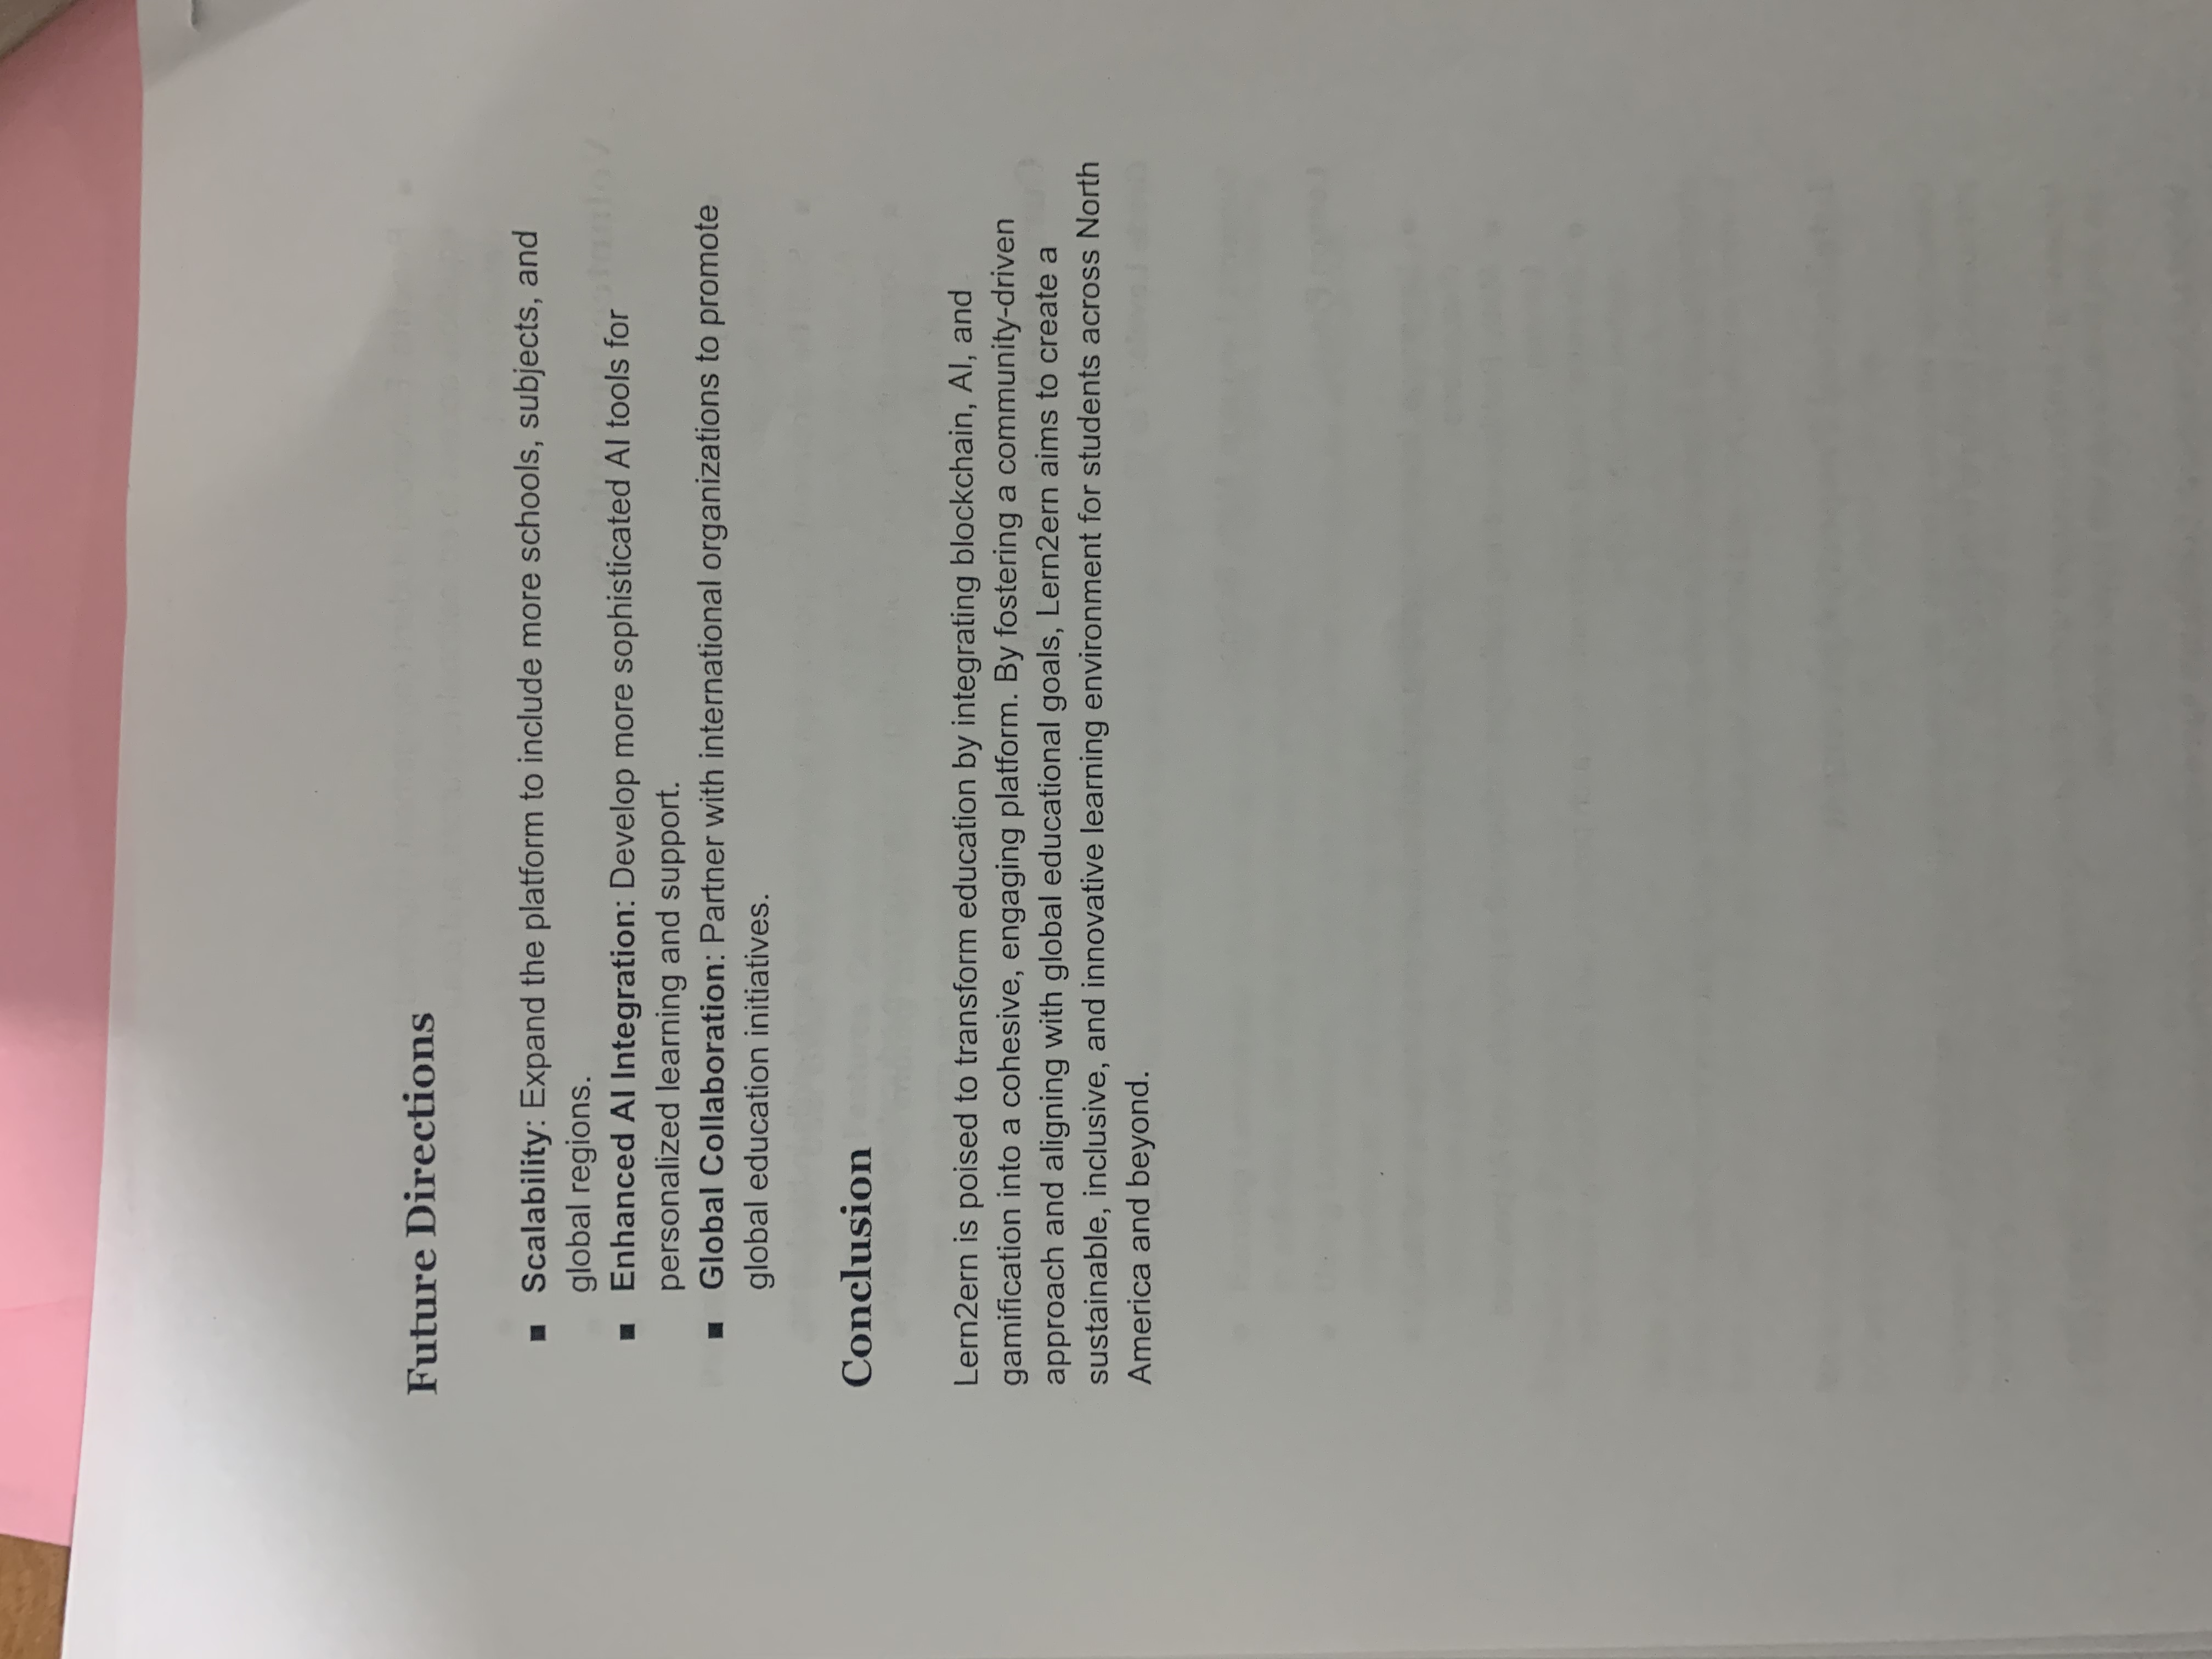 Future Directions
▪ Scalability: Expand the platform to include more schools, subjects, and
global regions.
▪ Enhanced AI Integration: Develop more sophisticated AI tools for
personalized learning and support.
▪ Global Collaboration: Partner with international organizations to promote
global education initiatives.
Conclusion
Lern2ern is poised to transform education by integrating blockchain, AI, and
gamification into a cohesive, engaging platform. By fostering a community-driven
approach and aligning with global educational goals, Lern2ern aims to create a
sustainable, inclusive, and innovative learning environment for students across North
America and beyond.